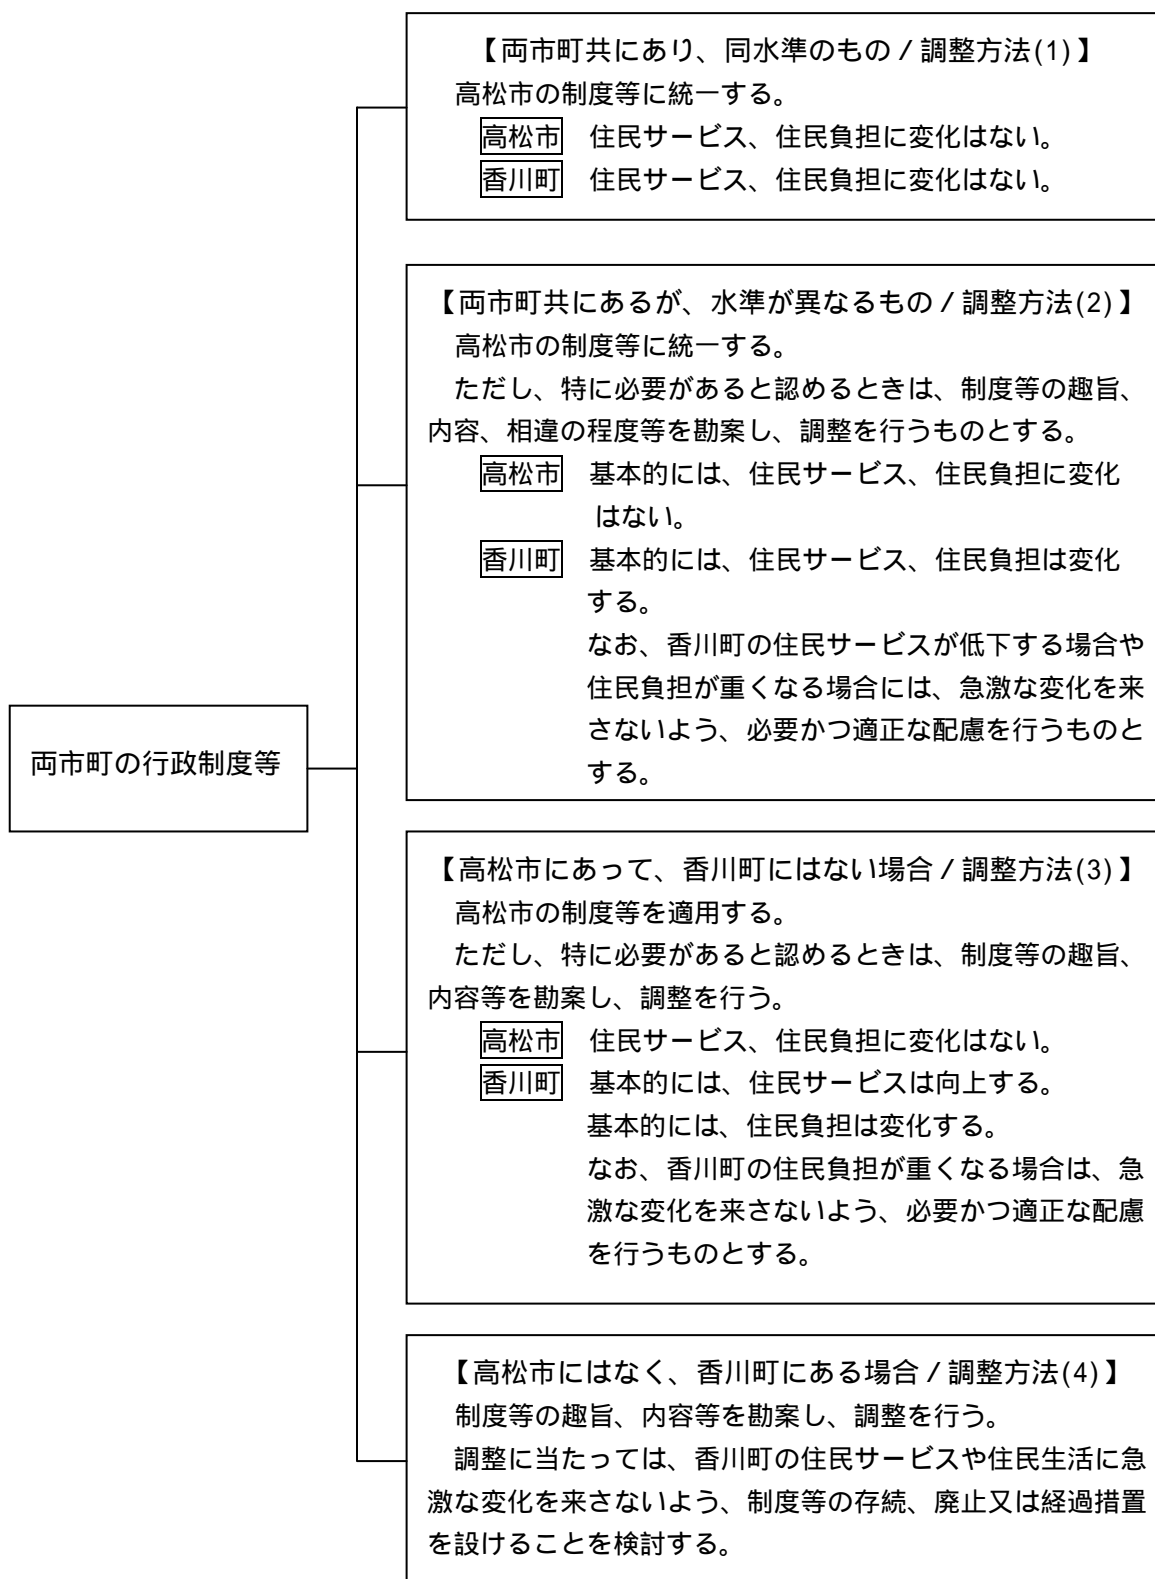 【両市町共にあり、同水準のもの / 調整方法(1)】
高松市の制度等に統一する。
高松市 住民サービス、住民負担に変化はない。
香川町 住民サービス、住民負担に変化はない。
【両市町共にあるが、水準が異なるもの / 調整方法(2)】
高松市の制度等に統一する。
ただし、特に必要があると認めるときは、制度等の趣旨、
内容、相違の程度等を勘案し、調整を行うものとする。
高松市 基本的には、住民サービス、住民負担に変化
はない。
香川町 基本的には、住民サービス、住民負担は変化
する。
なお、香川町の住民サービスが低下する場合や
住民負担が重くなる場合には、急激な変化を来
さないよう、必要かつ適正な配慮を行うものと
する。
両市町の行政制度等
【高松市にあって、香川町にはない場合 / 調整方法(3)】
高松市の制度等を適用する。
ただし、特に必要があると認めるときは、制度等の趣旨、
内容等を勘案し、調整を行う。
高松市 住民サービス、住民負担に変化はない。
香川町 基本的には、住民サービスは向上する。
基本的には、住民負担は変化する。
なお、香川町の住民負担が重くなる場合は、急
激な変化を来さないよう、必要かつ適正な配慮
を行うものとする。
【高松市にはなく、香川町にある場合 / 調整方法(4)】
制度等の趣旨、内容等を勘案し、調整を行う。
調整に当たっては、香川町の住民サービスや住民生活に急
激な変化を来さないよう、制度等の存続、廃止又は経過措置
を設けることを検討する。